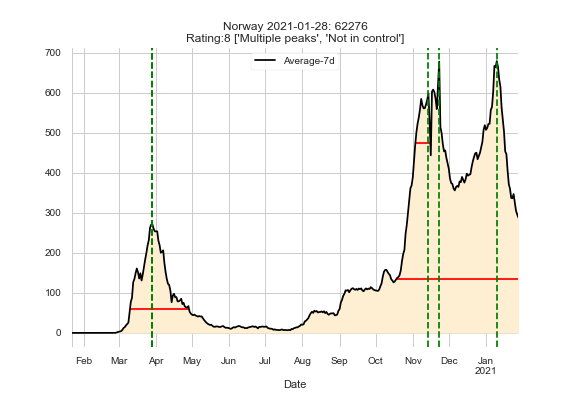 Norway 2021-01-28: 62276
Rating:8 ['Multiple peaks', 'Not in control']
Average-7d
700
600
500
400
300
200
100
0
Feb Mar Apr May Jun Jul Aug Sep Oct Nov Dec Jan
2021
Date